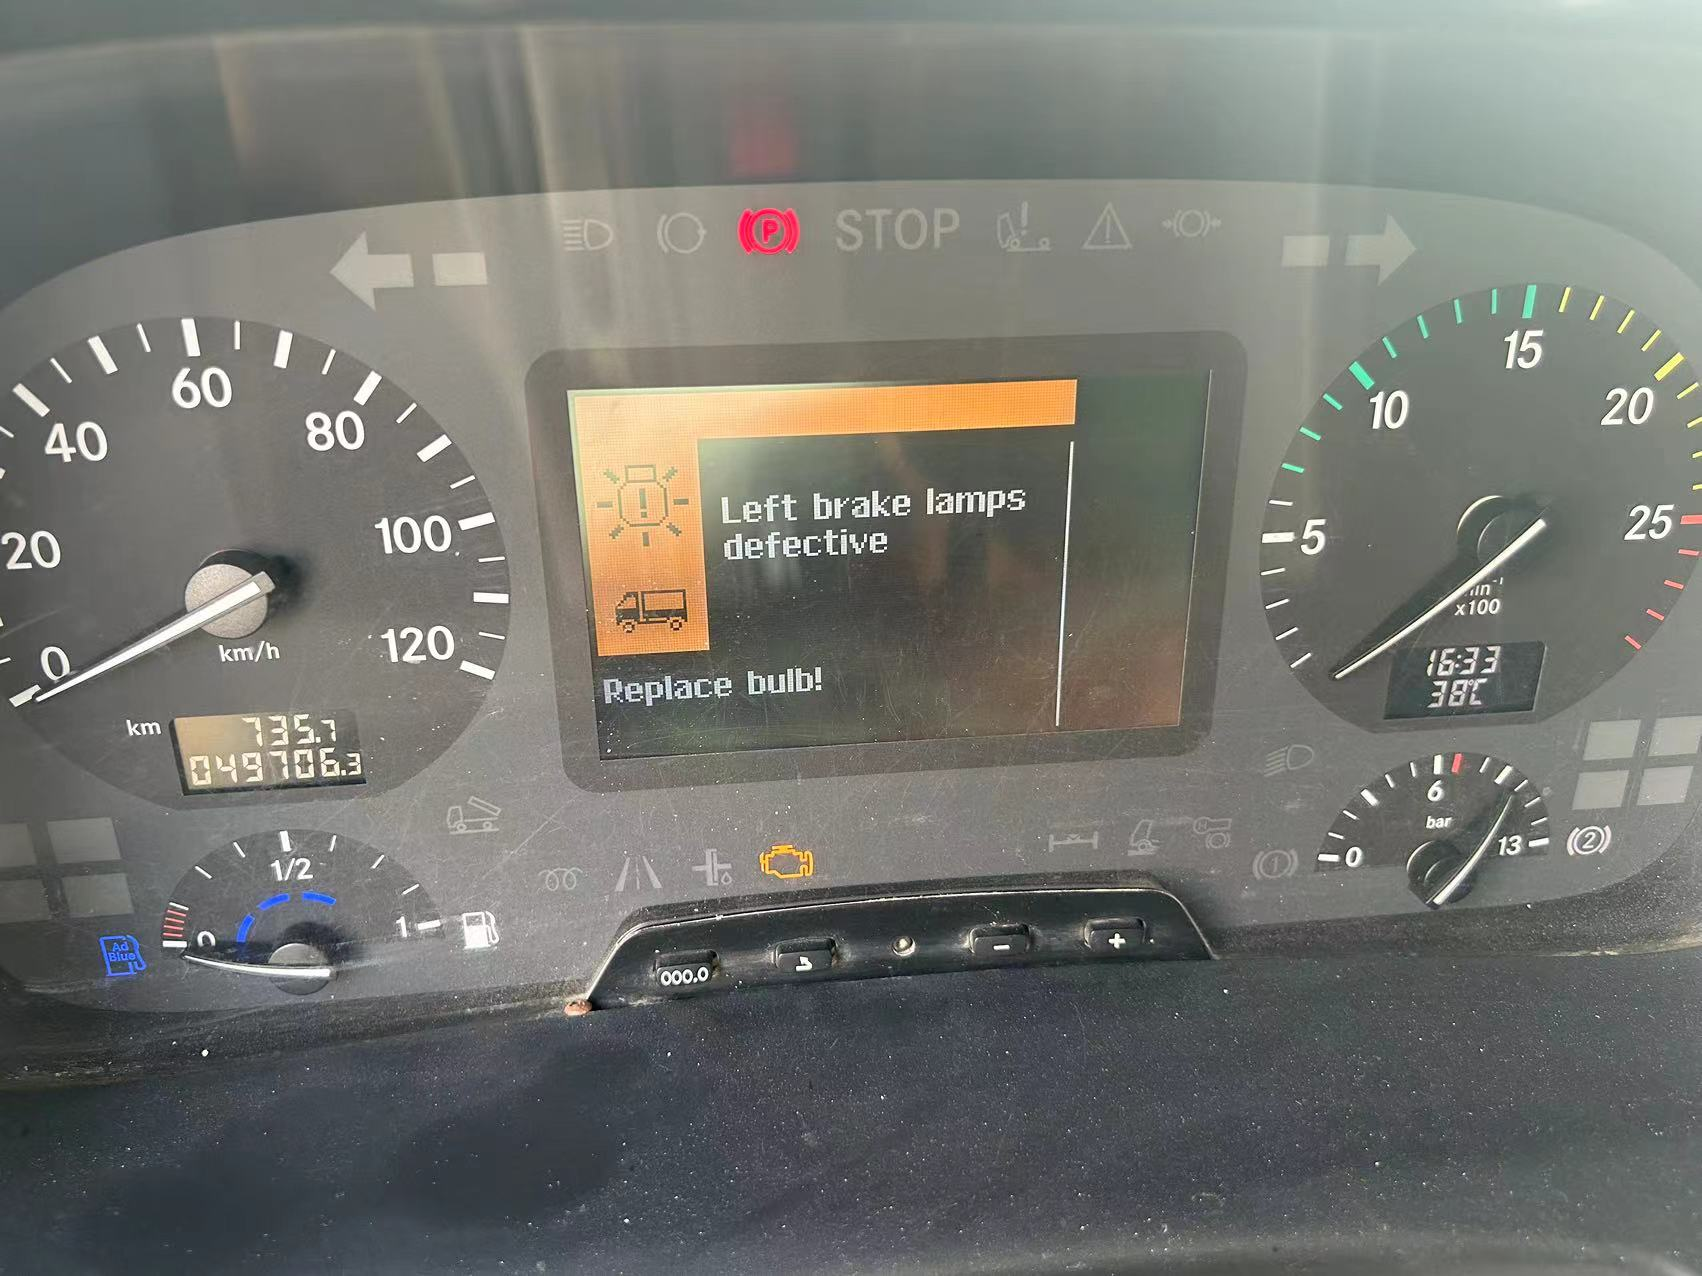 P STOP
60
40
80
20
100
0
120
km/h
km 735.7
049706.3
Left brake lamps
defective
Replace bulb!
15
10
20
5
25
x100
16:33
38°C
1/2
0
1
Ad
Blue
6
bar
0
13
1
2
000.0
-
+